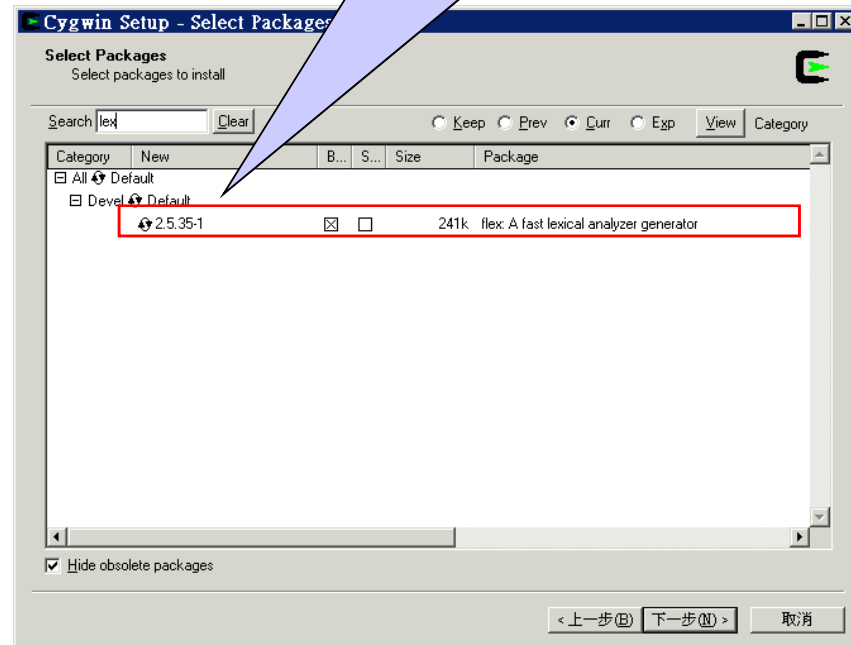 Cygwin Setup - Select Packages
Select Packages
Select packages to install
Search lex Clear Keep Prev Curr Exp View Category
Category New B... S... Size Package
All Default
Devel Default
2.5.35-1 241k flex: A fast lexical analyzer generator
Hide obsolete packages
<上一步(B) 下一步(N) > 取消